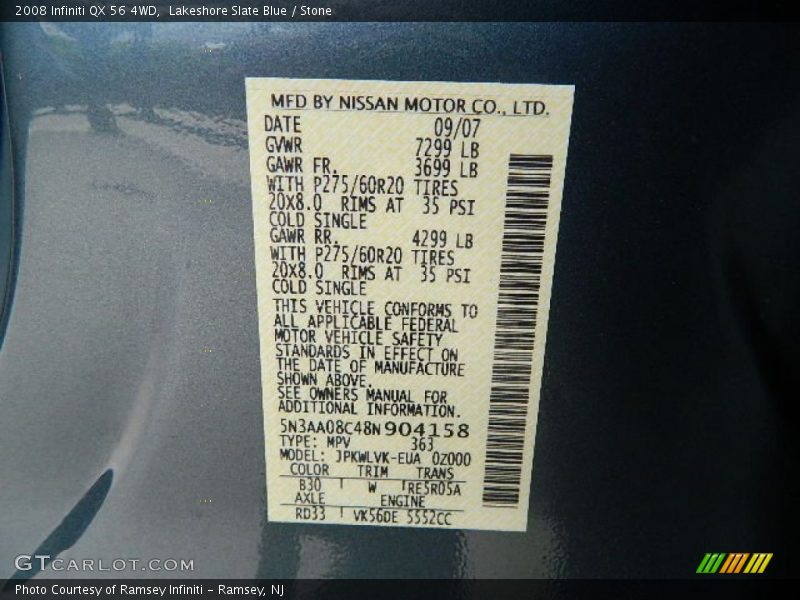 2008 Infiniti QX 56 4WD,  Lakeshore Slate Blue / Stone
MFD BY NISSAN MOTOR CO., LTD.
DATE 09/07
GVWR 7299 LB
GAWR FR. 3699 LB
WITH P275/60R20 TIRES
20X8.0 RIMS AT 35 PSI
COLD SINGLE
GAWR RR. 4299 LB
WITH P275/60R20 TIRES
20X8.0 RIMS AT 35 PSI
COLD SINGLE
THIS VEHICLE CONFORMS TO
ALL APPLICABLE FEDERAL
MOTOR VEHICLE SAFETY
STANDARDS IN EFFECT ON
THE DATE OF MANUFACTURE
SHOWN ABOVE.
SEE OWNERS MANUAL FOR
ADDITIONAL INFORMATION.
5N3AA08C48N904158
TYPE: MPV 363
MODEL: JPKWLVK-EUA 0Z000
COLOR TRIM TRANS
B30 W RE5R05A
AXLE ENGINE
RD33 VK56DE 5552CC
GTCARLOT.COM
Photo Courtesy of Ramsey Infiniti - Ramsey, NJ